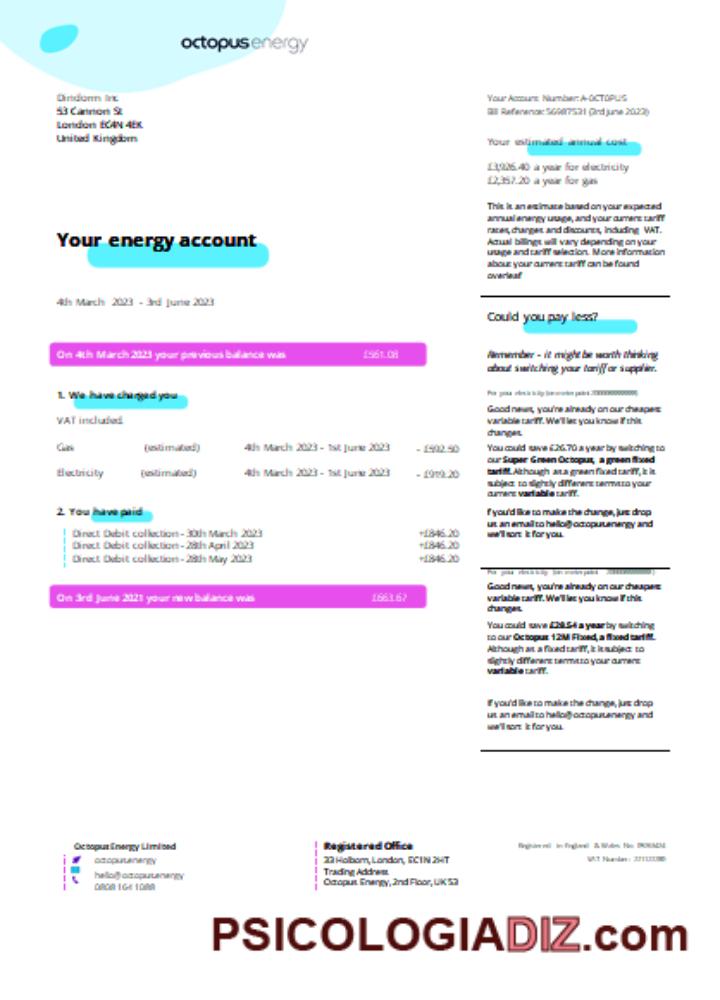 octopusenergy
Diridorm Inc
53 Cannon St
London EC4N 4EK
United Kingdom
Your Account Number: A-0CT0PUS
Bill Reference: 56987531 (3rd June 2023)
Your estimated annual cost
£3,926.40 a year for electricity
£2,357.20 a year for gas
This is an estimate based on your expected
annual energy usage, and your current tariff
rates, charges and discounts, including VAT.
Actual billings will vary depending on your
usage and tariff selection. More information
about your current tariff can be found
overleaf
Your energy account
4th March 2023 - 3rd June 2023
On 4th March 2023 your previous balance was £561.08
1. We have charged you
VAT included.
Gas (estimated) 4th March 2023 - 1st June 2023 - £592.50
Electricity (estimated) 4th March 2023 - 1st June 2023 - £919.20
2. You have paid
Direct Debit collection - 30th March 2023 +£846.20
Direct Debit collection - 28th April 2023 +£846.20
Direct Debit collection - 28th May 2023 +£846.20
On 3rd June 2021 your new balance was £663.67
Could you pay less?
Remember - it might be worth thinking
about switching your tariff or supplier.
For your electricity (on meterpoint
Good news, you're already on our cheapest
variable tariff. We'll let you know if this
changes.
You could save £26.70 a year by switching to
our Super Green Octopus, a green fixed
tariff. Although as a green fixed tariff, it is
subject to slightly different terms to your
current variable tariff.
If you'd like to make the change, just drop
us an email to hello@octopusenergy and
we'll sort it for you.
For your electricity (on meterpoint
Good news, you're already on our cheapest
variable tariff. We'll let you know if this
changes.
You could save £28.54 a year by switching
to our Octopus 12M Fixed, a fixed tariff.
Although as a fixed tariff, it is subject to
slightly different terms to your current
variable tariff.
If you'd like to make the change, just drop
us an email to hello@octopusenergy and
we'll sort it for you.
Octopus Energy Limited
octopusenergy
hello@octopusenergy
0808 164 1088
Registered Office
33 Holborn, London, EC1N 2HT
Trading Address
Octopus Energy, 2nd Floor, UK 53
Registered in England & Wales No.
VAT Number:
PSICOLOGIADIZ.com